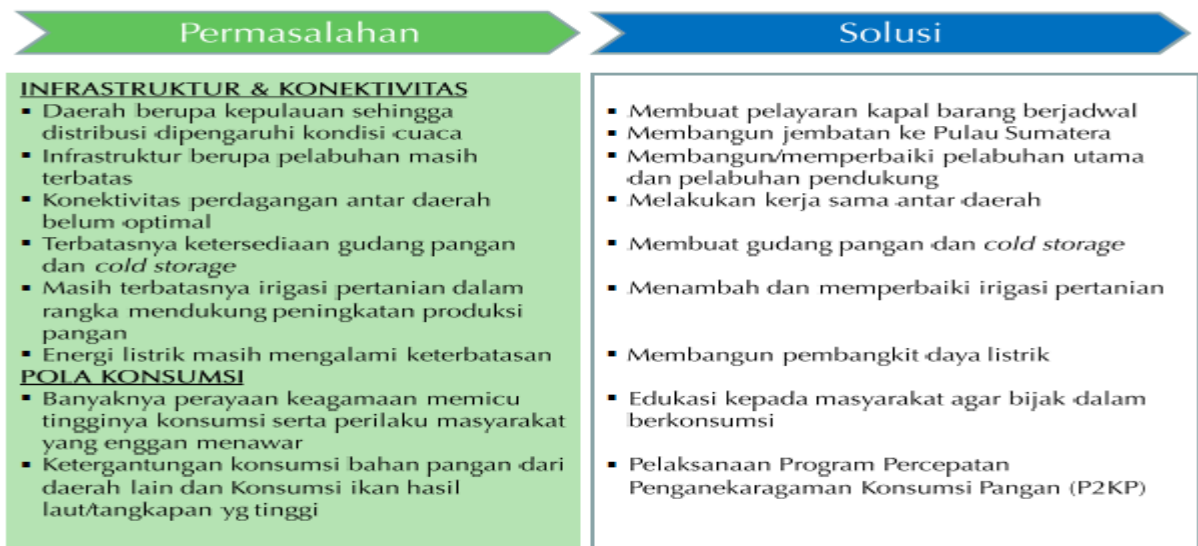 Permasalahan
Solusi
INFRASTRUKTUR & KONEKTIVITAS
▪ Daerah berupa kepulauan sehingga
distribusi dipengaruhi kondisi cuaca
▪ Infrastruktur berupa pelabuhan masih
terbatas
▪ Konektivitas perdagangan antar daerah
belum optimal
▪ Terbatasnya ketersediaan gudang pangan
dan cold storage
▪ Masih terbatasnya irigasi pertanian dalam
rangka mendukung peningkatan produksi
pangan
▪ Energi listrik masih mengalami keterbatasan
POLA KONSUMSI
▪ Banyaknya perayaan keagamaan memicu
tingginya konsumsi serta perilaku masyarakat
yang enggan menawar
▪ Ketergantungan konsumsi bahan pangan dari
daerah lain dan Konsumsi ikan hasil
laut/tangkapan yg tinggi
▪ Membuat pelayaran kapal barang berjadwal
▪ Membangun jembatan ke Pulau Sumatera
▪ Membangun/memperbaiki pelabuhan utama
dan pelabuhan pendukung
▪ Melakukan kerja sama antar daerah
▪ Membuat gudang pangan dan cold storage
▪ Menambah dan memperbaiki irigasi pertanian
▪ Membangun pembangkit daya listrik
▪ Edukasi kepada masyarakat agar bijak dalam
berkonsumsi
▪ Pelaksanaan Program Percepatan
Penganekaragaman Konsumsi Pangan (P2KP)